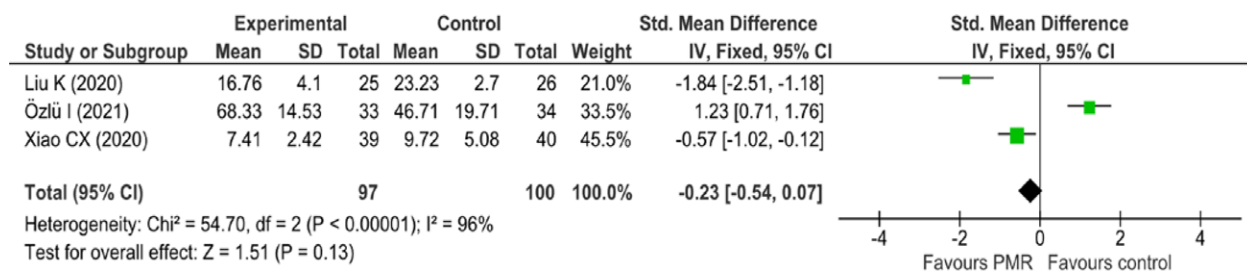 Experimental Control Std. Mean Difference Std. Mean Difference
Study or Subgroup Mean SD Total Mean SD Total Weight IV, Fixed, 95% CI IV, Fixed, 95% CI
Liu K (2020) 16.76 4.1 25 23.23 2.7 26 21.0% -1.84 [-2.51, -1.18]
Özlü I (2021) 68.33 14.53 33 46.71 19.71 34 33.5% 1.23 [0.71, 1.76]
Xiao CX (2020) 7.41 2.42 39 9.72 5.08 40 45.5% -0.57 [-1.02, -0.12]
Total (95% CI) 97 100 100.0% -0.23 [-0.54, 0.07]
Heterogeneity: Chi² = 54.70, df = 2 (P < 0.00001); I² = 96%
Test for overall effect: Z = 1.51 (P = 0.13)
-4 -2 0 2 4
Favours PMR Favours control